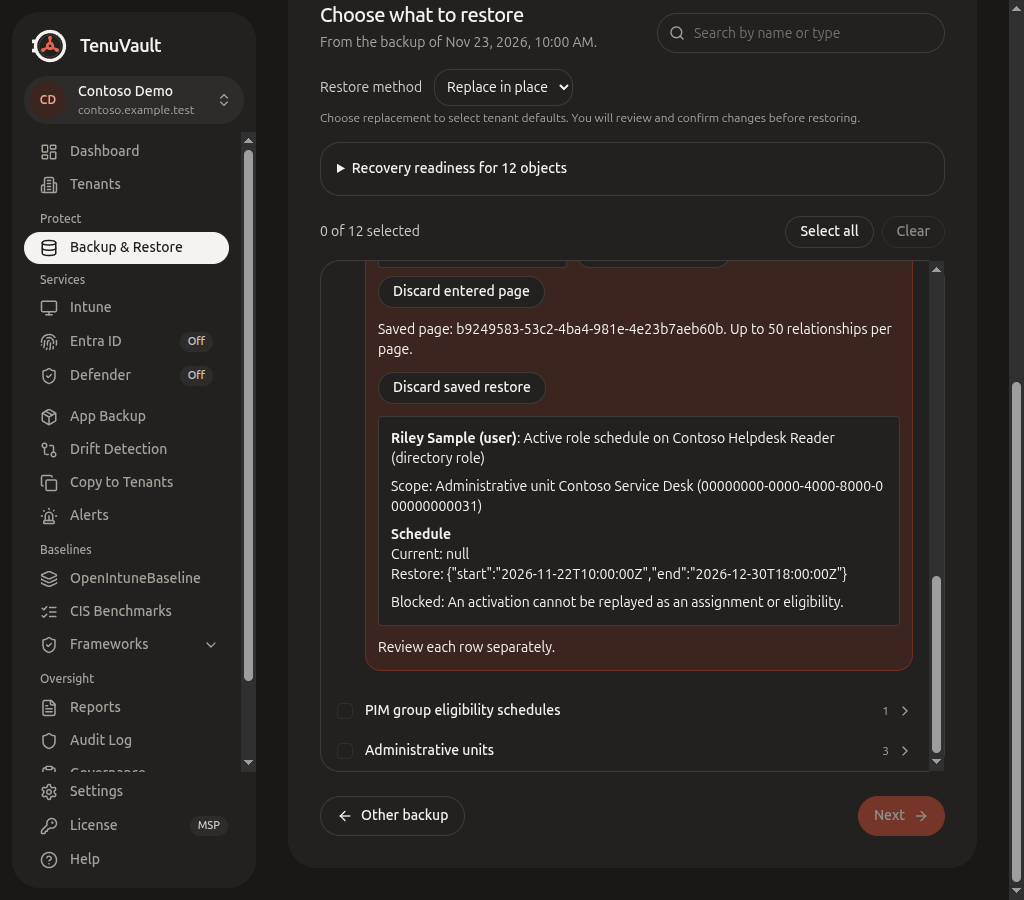 TenuVault
CD
Contoso Demo
contoso.example.test
Dashboard
Tenants
Protect
Backup & Restore
Services
Intune
Entra ID
Off
Defender
Off
App Backup
Drift Detection
Copy to Tenants
Alerts
Baselines
OpenIntuneBaseline
CIS Benchmarks
Frameworks
Oversight
Reports
Audit Log
Governance
Settings
License
MSP
Help
Choose what to restore
From the backup of Nov 23, 2026, 10:00 AM.
Search by name or type
Restore method
Replace in place
Choose replacement to select tenant defaults. You will review and confirm changes before restoring.
Recovery readiness for 12 objects
0 of 12 selected
Select all
Clear
Discard entered page
Saved page: b9249583-53c2-4ba4-981e-4e23b7aeb60b. Up to 50 relationships per
page.
Discard saved restore
Riley Sample (user): Active role schedule on Contoso Helpdesk Reader
(directory role)
Scope: Administrative unit Contoso Service Desk (00000000-0000-4000-8000-0
00000000031)
Schedule
Current: null
Restore: {"start":"2026-11-22T10:00:00Z","end":"2026-12-30T18:00:00Z"}
Blocked: An activation cannot be replayed as an assignment or eligibility.
Review each row separately.
PIM group eligibility schedules
1
Administrative units
3
Other backup
Next